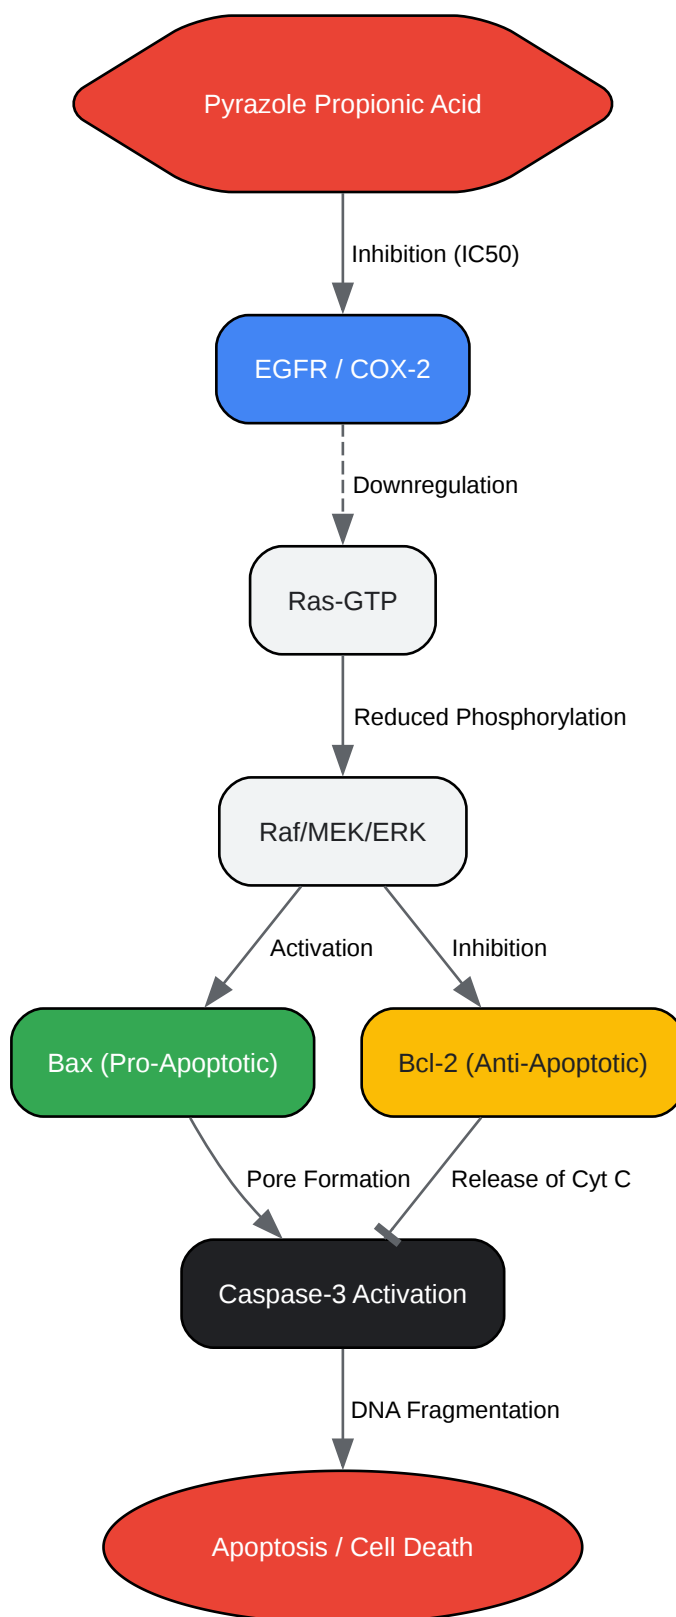 Pyrazole Propionic Acid
Inhibition (IC50)
EGFR / COX-2
Downregulation
Ras-GTP
Reduced Phosphorylation
Raf/MEK/ERK
Activation
Inhibition
Bax (Pro-Apoptotic)
Bcl-2 (Anti-Apoptotic)
Pore Formation
Release of Cyt C
Caspase-3 Activation
DNA Fragmentation
Apoptosis / Cell Death